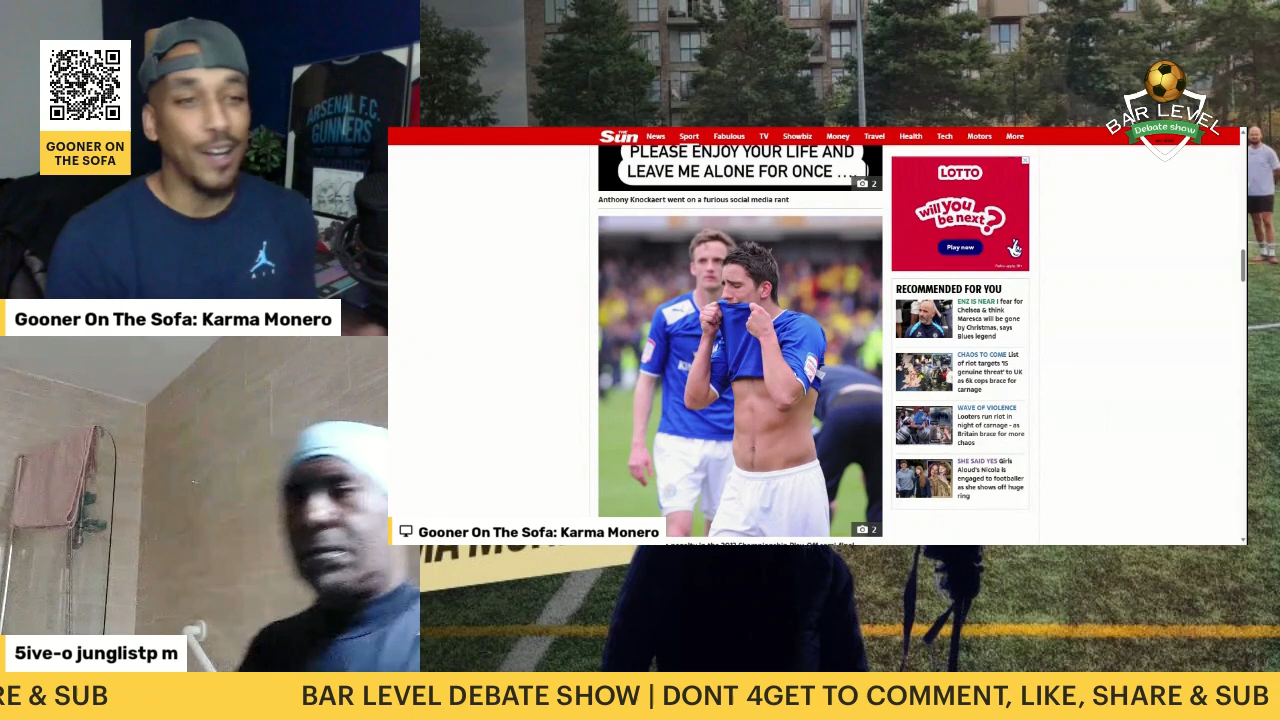 GOONER ON
THE SOFA
ARSENAL F.C.
GUNNERS
AIR
Gooner On The Sofa: Karma Monero
5ive-o junglistp m
THE Sun News Sport Fabulous TV Showbiz Money Travel Health Tech Motors More
PLEASE ENJOY YOUR LIFE AND
LEAVE ME ALONE FOR ONCE ....
2
Anthony Knockaert went on a furious social media rant
2
LOTTO
will you
be next?
Play now
RECOMMENDED FOR YOU
ENZ IS NEAR I fear for
Chelsea & think
Maresca will be gone
by Christmas, says
Blues legend
CHAOS TO COME List
of riot targets '15
genuine threat' to UK
as 6k cops brace for
carnage
WAVE OF VIOLENCE
Looters run riot in
night of carnage - as
Britain brace for more
chaos
SHE SAID YES Girls
Aloud's Nicola is
engaged to footballer
as she shows off huge
ring
BAR LEVEL
Debate show
Gooner On The Sofa: Karma Monero
RE & SUB BAR LEVEL DEBATE SHOW | DONT 4GET TO COMMENT, LIKE, SHARE & SUB